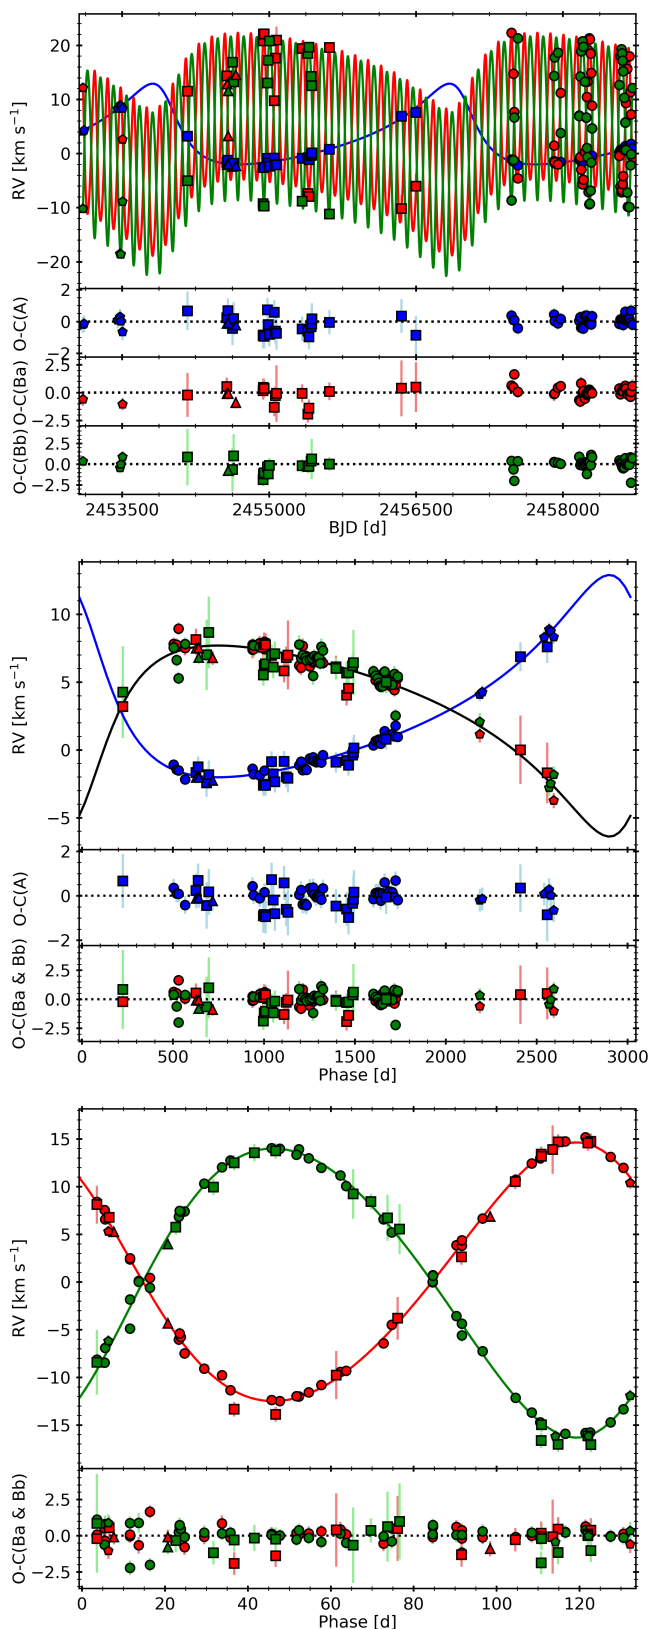 20
10
0
−10
−20
RV [km s⁻¹]
2
0
−2
O-C(A)
2.5
0.0
−2.5
O-C(Ba)
2.5
0.0
−2.5
O-C(Bb)
2453500 2455000 2456500 2458000
BJD [d]
10
5
0
−5
RV [km s⁻¹]
2
0
−2
O-C(A)
2.5
0.0
−2.5
O-C(Ba & Bb)
0 500 1000 1500 2000 2500 3000
Phase [d]
15
10
5
0
−5
−10
−15
RV [km s⁻¹]
2.5
0.0
−2.5
O-C(Ba & Bb)
0 20 40 60 80 100 120
Phase [d]